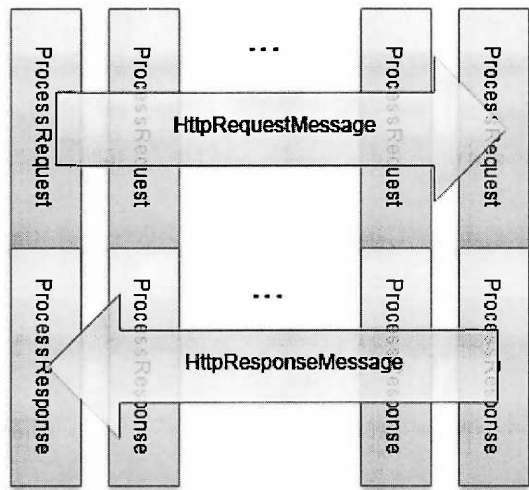 ProcessRequest
ProcessRequest
...
ProcessRequest
ProcessRequest
HttpRequestMessage
ProcessResponse
ProcessResponse
...
ProcessResponse
ProcessResponse
HttpResponseMessage